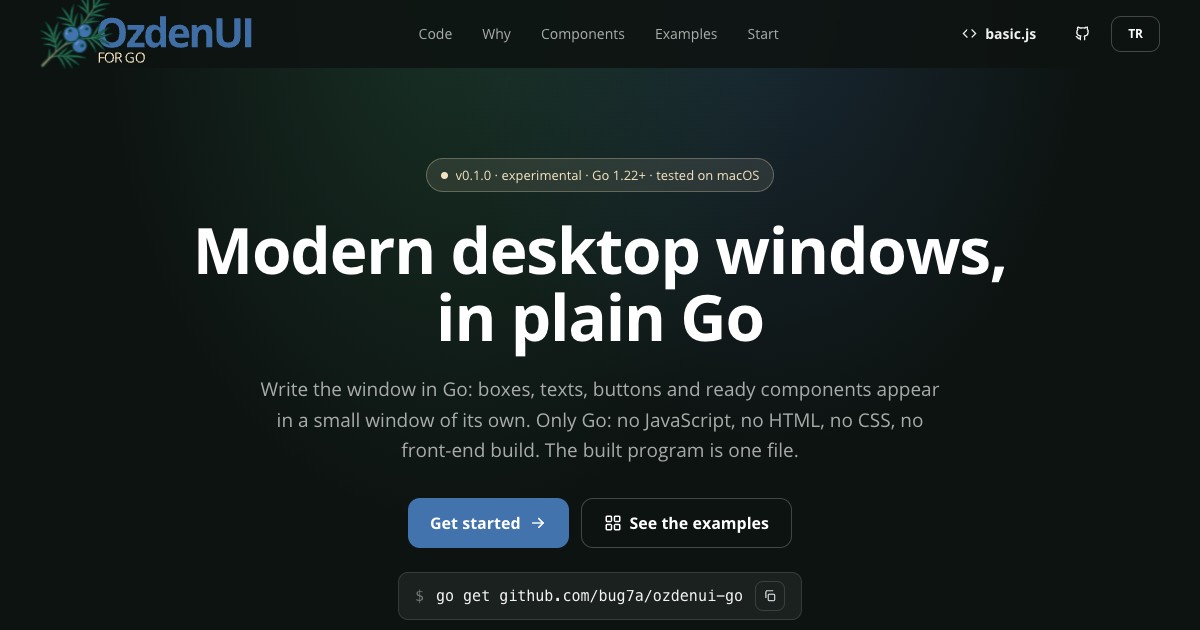 OzdenUI
FOR GO
Code Why Components Examples Start
basic.js
TR
v0.1.0 · experimental · Go 1.22+ · tested on macOS
Modern desktop windows,
in plain Go
Write the window in Go: boxes, texts, buttons and ready components appear
in a small window of its own. Only Go: no JavaScript, no HTML, no CSS, no
front-end build. The built program is one file.
Get started
See the examples
$ go get github.com/bug7a/ozdenui-go